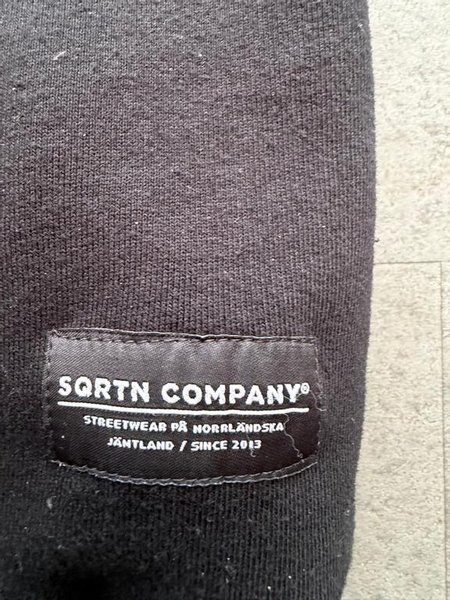 SQRTN COMPANY®
STREETWEAR PÅ NORRLÄNDSKA
JÄNTLAND / SINCE 2013